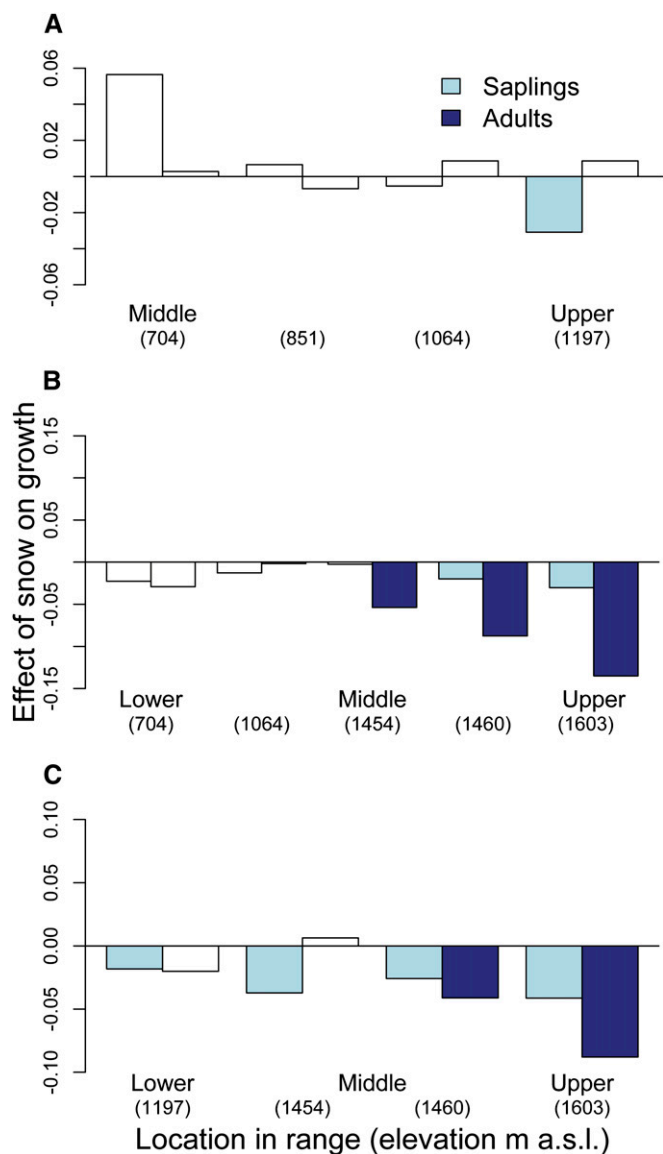 A
0.06
0.02
-0.02
-0.06
Saplings
Adults
Middle
Upper
(704)
(851)
(1064)
(1197)
B
Effect of snow on growth
0.15
0.05
-0.05
-0.15
Lower
Middle
Upper
(704)
(1064)
(1454)
(1460)
(1603)
C
0.10
0.05
0.00
-0.05
-0.10
Lower
Middle
Upper
(1197)
(1454)
(1460)
(1603)
Location in range (elevation m a.s.l.)